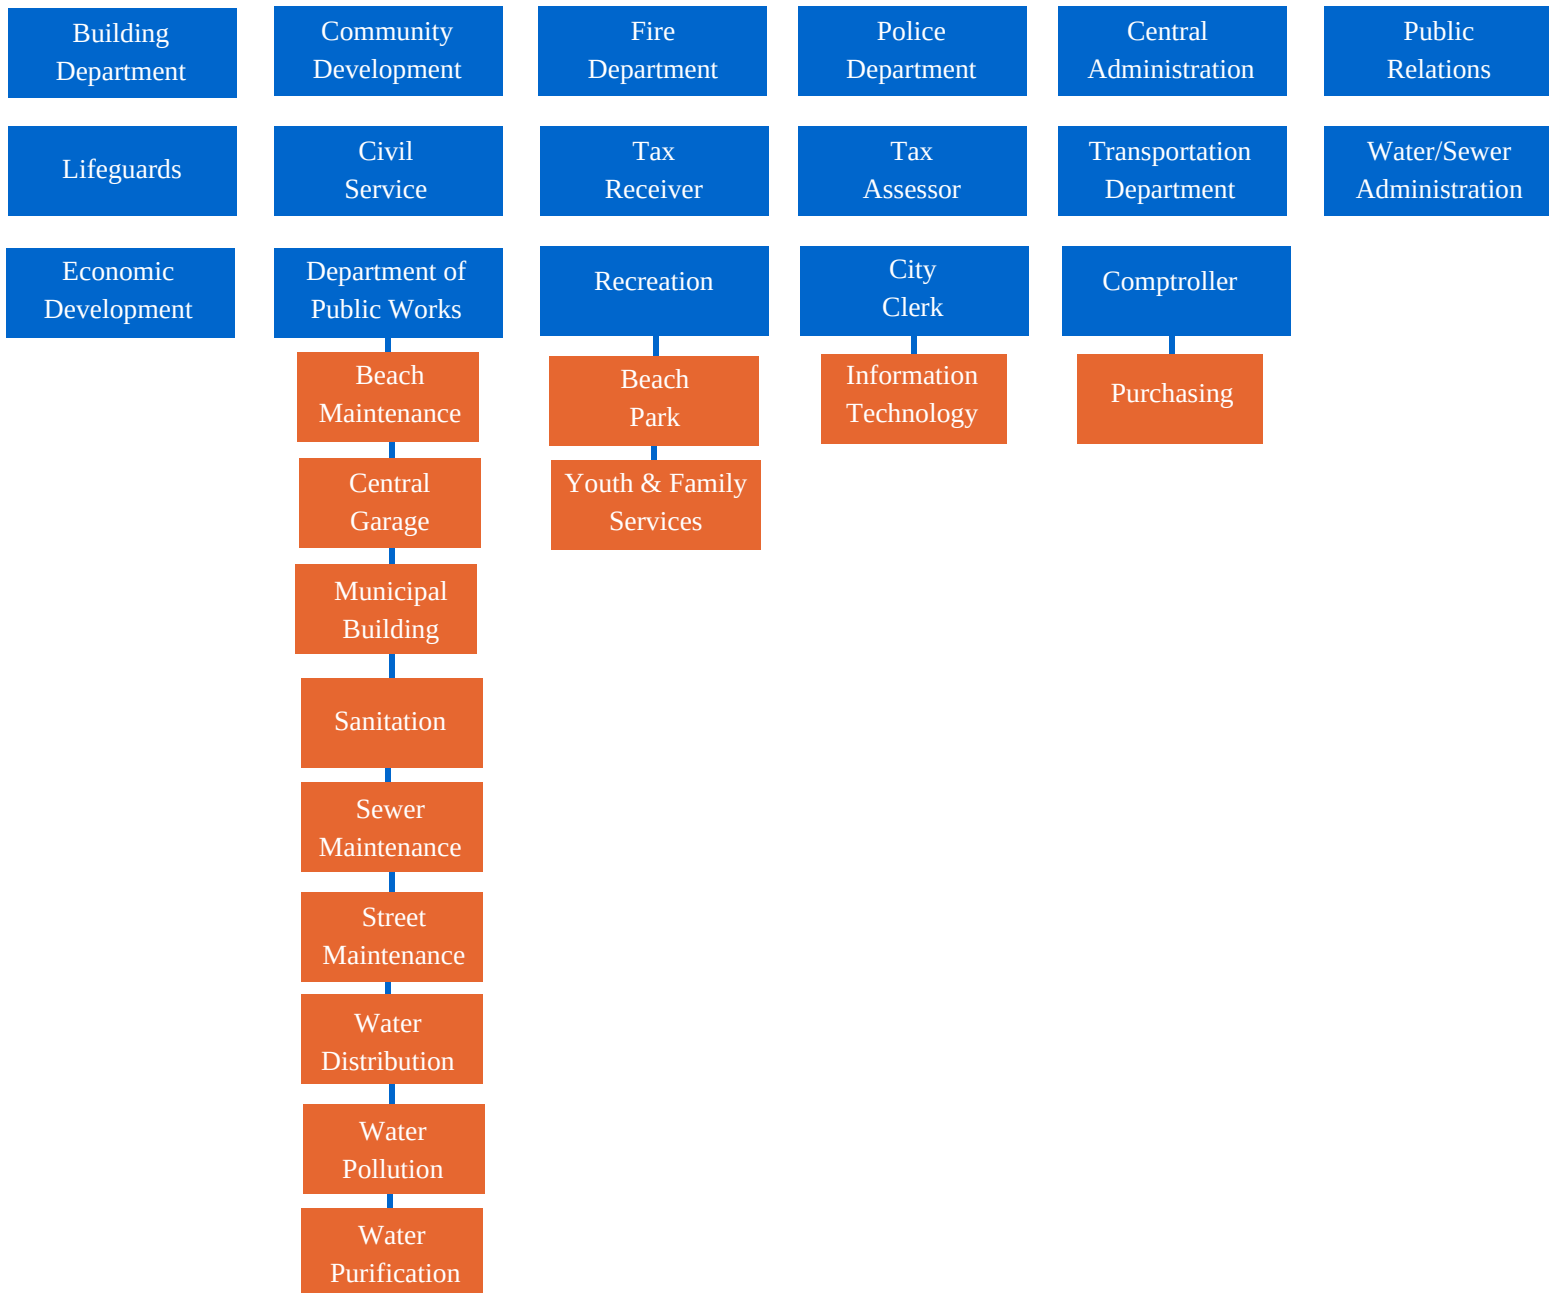 Building
Department
Community
Development
Fire
Department
Police
Department
Central
Administration
Public
Relations
Lifeguards
Civil
Service
Tax
Receiver
Tax
Assessor
Transportation
Department
Water/Sewer
Administration
Economic
Development
Department of
Public Works
Recreation
City
Clerk
Comptroller
Beach
Maintenance
Central
Garage
Municipal
Building
Sanitation
Sewer
Maintenance
Street
Maintenance
Water
Distribution
Water
Pollution
Water
Purification
Beach
Park
Youth & Family
Services
Information
Technology
Purchasing